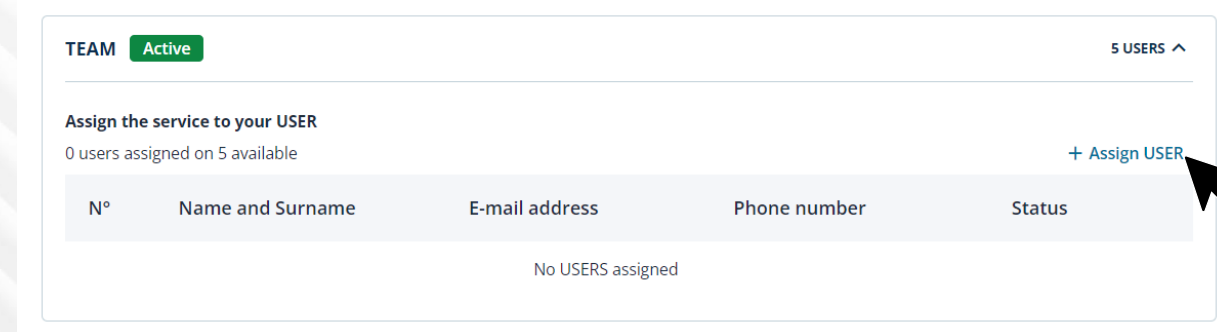 TEAM Active 5 USERS
Assign the service to your USER
0 users assigned on 5 available
+ Assign USER
N° Name and Surname E-mail address Phone number Status
No USERS assigned